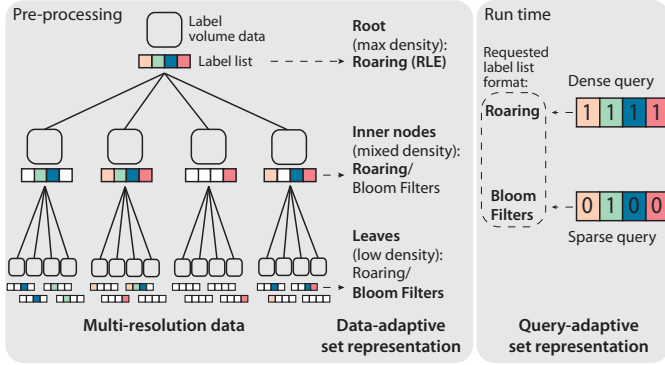 Pre-processing
Label
volume data
Label list
Root
(max density):
Roaring (RLE)
Inner nodes
(mixed density):
Roaring/
Bloom Filters
Leaves
(low density):
Roaring/
Bloom Filters
Multi-resolution data
Data-adaptive
set representation
Run time
Requested
label list
format:
Dense query
Roaring
1 1 1 1
Bloom
Filters
0 1 0 0
Sparse query
Query-adaptive
set representation